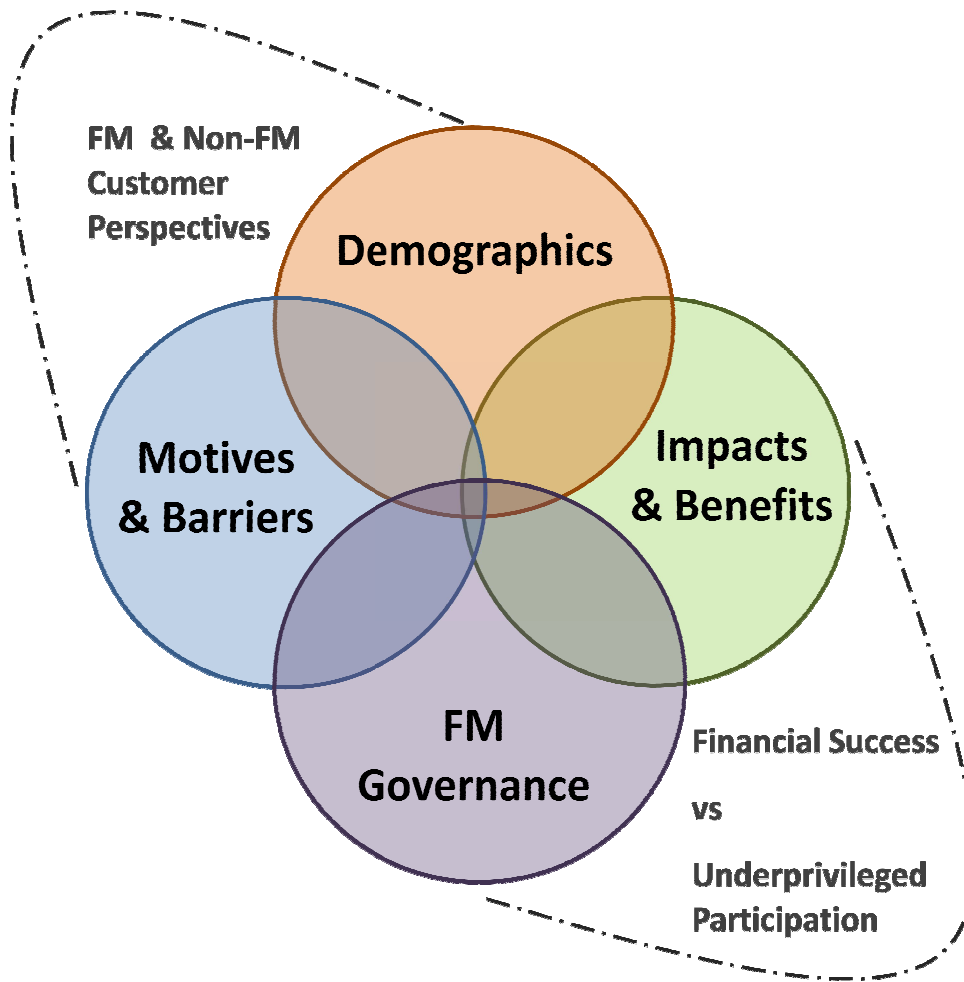 FM & Non-FM
Customer
Perspectives
Demographics
Motives
& Barriers
Impacts
& Benefits
FM
Governance
Financial Success
vs
Underprivileged
Participation